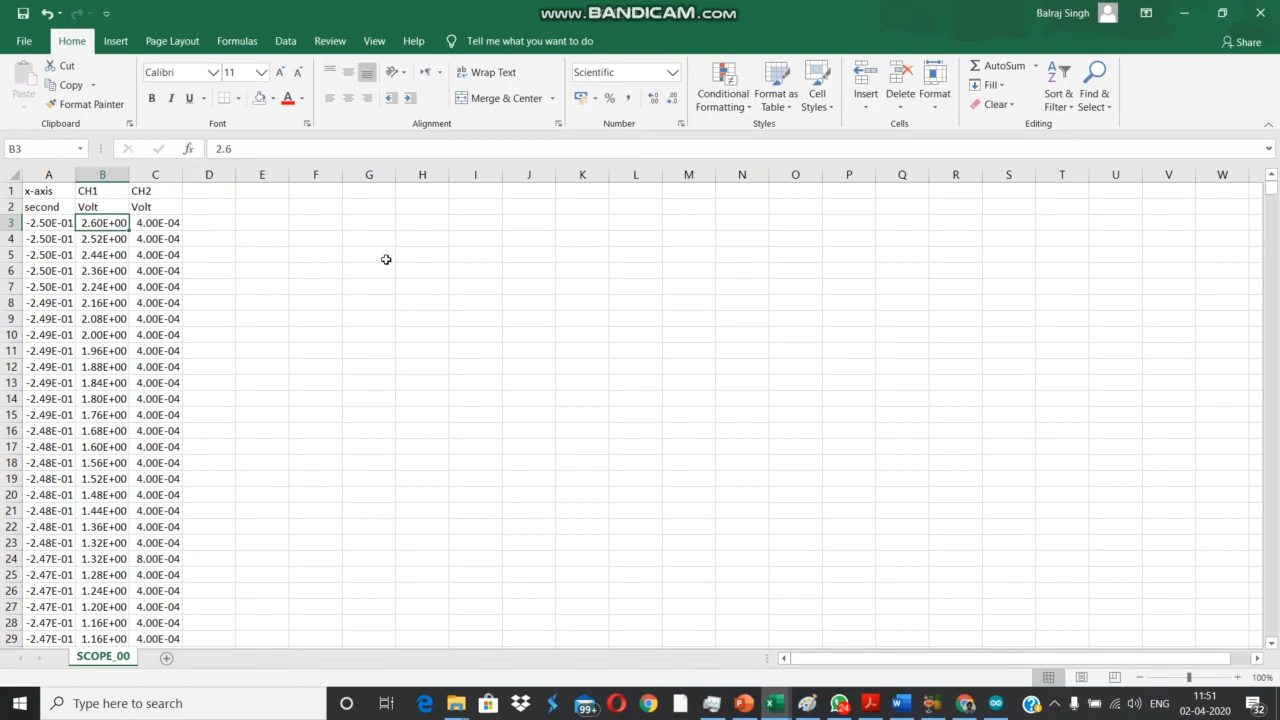 www.BANDICAM.com
Balraj Singh
File Home Insert Page Layout Formulas Data Review View Help Tell me what you want to do Share
Paste Cut Copy Format Painter Clipboard
Calibri 11 B I U Font
Wrap Text Merge & Center Alignment
Scientific % , Number
Conditional Formatting Format as Table Cell Styles Styles
Insert Delete Format Cells
AutoSum Fill Clear Sort & Filter Find & Select Editing
B3 fx 2.6
A B C D E F G H I J K L M N O P Q R S T U V W
1 x-axis CH1 CH2
2 second Volt Volt
3 -2.50E-01 2.60E+00 4.00E-04
4 -2.50E-01 2.52E+00 4.00E-04
5 -2.50E-01 2.44E+00 4.00E-04
6 -2.50E-01 2.36E+00 4.00E-04
7 -2.50E-01 2.24E+00 4.00E-04
8 -2.49E-01 2.16E+00 4.00E-04
9 -2.49E-01 2.08E+00 4.00E-04
10 -2.49E-01 2.00E+00 4.00E-04
11 -2.49E-01 1.96E+00 4.00E-04
12 -2.49E-01 1.88E+00 4.00E-04
13 -2.49E-01 1.84E+00 4.00E-04
14 -2.49E-01 1.80E+00 4.00E-04
15 -2.49E-01 1.76E+00 4.00E-04
16 -2.48E-01 1.68E+00 4.00E-04
17 -2.48E-01 1.60E+00 4.00E-04
18 -2.48E-01 1.56E+00 4.00E-04
19 -2.48E-01 1.52E+00 4.00E-04
20 -2.48E-01 1.48E+00 4.00E-04
21 -2.48E-01 1.44E+00 4.00E-04
22 -2.48E-01 1.36E+00 4.00E-04
23 -2.48E-01 1.32E+00 4.00E-04
24 -2.47E-01 1.32E+00 8.00E-04
25 -2.47E-01 1.28E+00 4.00E-04
26 -2.47E-01 1.24E+00 4.00E-04
27 -2.47E-01 1.20E+00 4.00E-04
28 -2.47E-01 1.16E+00 4.00E-04
29 -2.47E-01 1.16E+00 4.00E-04
SCOPE_00
100%
Type here to search 99+ 24 ENG 11:51
02-04-2020 32